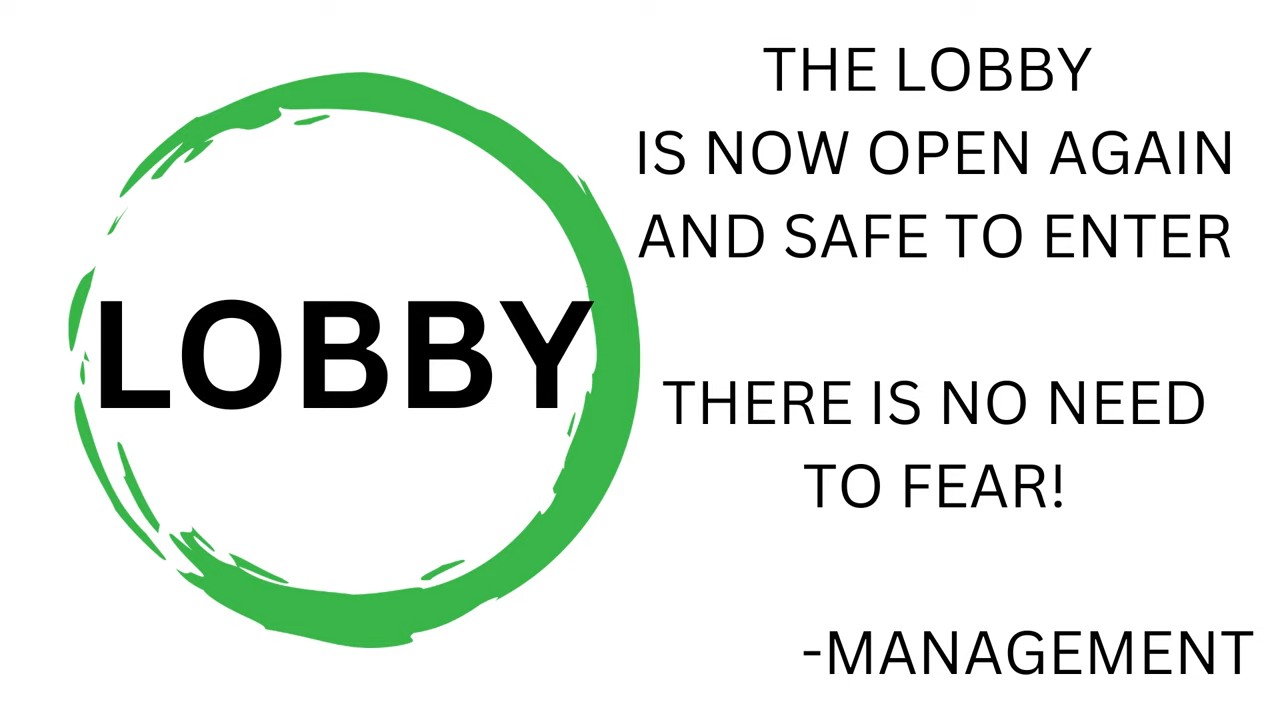 LOBBY
THE LOBBY
IS NOW OPEN AGAIN
AND SAFE TO ENTER
THERE IS NO NEED
TO FEAR!
-MANAGEMENT